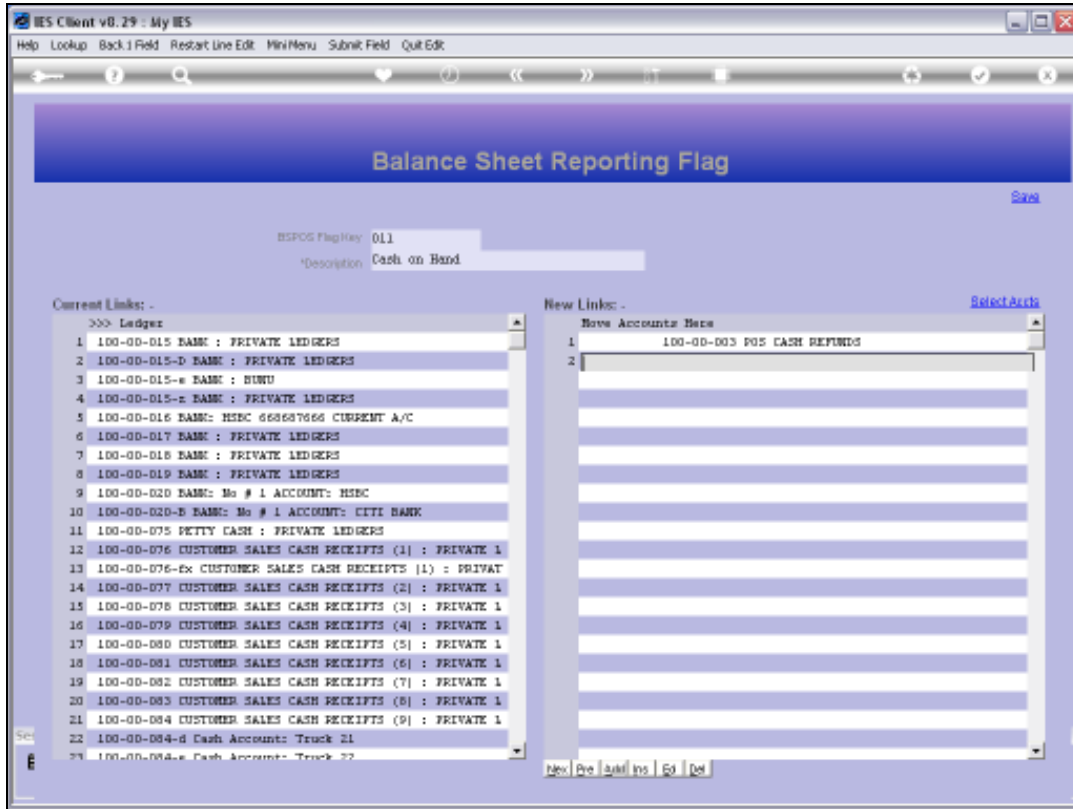 IES Client v8.29 : My IES
Help Lookup Back 1 Field Restart Line Edit MiniMenu Submit Field Quit Edit
Balance Sheet Reporting Flag
Save
BSPOS Flag Key 011
*Description Cash on Hand
Current Links: -
>>> Ledger
1 100-00-015 BANK : PRIVATE LEDGERS
2 100-00-015-D BANK : PRIVATE LEDGERS
3 100-00-015-e BANK : BUNU
4 100-00-015-z BANK : PRIVATE LEDGERS
5 100-00-016 BANK: HSBC 668687666 CURRENT A/C
6 100-00-017 BANK : PRIVATE LEDGERS
7 100-00-018 BANK : PRIVATE LEDGERS
8 100-00-019 BANK : PRIVATE LEDGERS
9 100-00-020 BANK: No # 1 ACCOUNT: HSBC
10 100-00-020-B BANK: No # 1 ACCOUNT: CITI BANK
11 100-00-075 PETTY CASH : PRIVATE LEDGERS
12 100-00-076 CUSTOMER SALES CASH RECEIPTS (1) : PRIVATE L
13 100-00-076-fx CUSTOMER SALES CASH RECEIPTS (1) : PRIVAT
14 100-00-077 CUSTOMER SALES CASH RECEIPTS (2) : PRIVATE L
15 100-00-078 CUSTOMER SALES CASH RECEIPTS (3) : PRIVATE L
16 100-00-079 CUSTOMER SALES CASH RECEIPTS (4) : PRIVATE L
17 100-00-080 CUSTOMER SALES CASH RECEIPTS (5) : PRIVATE L
18 100-00-081 CUSTOMER SALES CASH RECEIPTS (6) : PRIVATE L
19 100-00-082 CUSTOMER SALES CASH RECEIPTS (7) : PRIVATE L
20 100-00-083 CUSTOMER SALES CASH RECEIPTS (8) : PRIVATE L
21 100-00-084 CUSTOMER SALES CASH RECEIPTS (9) : PRIVATE L
22 100-00-084-d Cash Account: Truck 21
23 100-00-084-e Cash Account: Truck 22
New Links: -
Select Accts
Move Accounts Here
1 100-00-003 POS CASH REFUNDS
2
Nex Pre Add Ins Ed Del